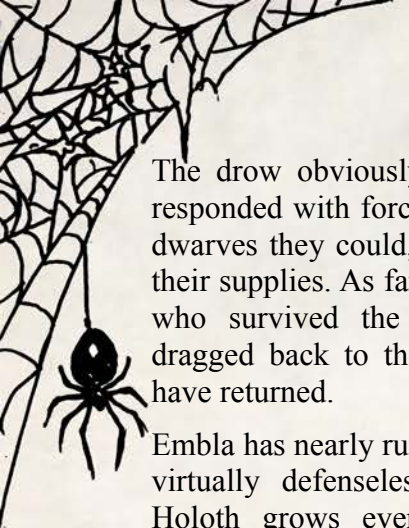 The drow obviously
responded with forc
dwarves they could,
their supplies. As fa
who survived the
dragged back to th
have returned.
Embla has nearly ru
virtually defenseles
Holoth grows eve